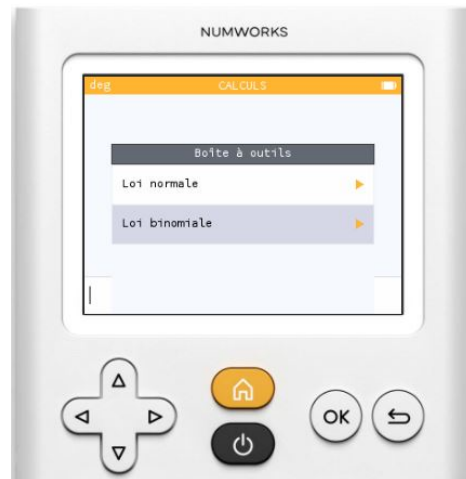 NUMWORKS
deg CALCULS
Boîte à outils
Loi normale
Loi binomiale
OK